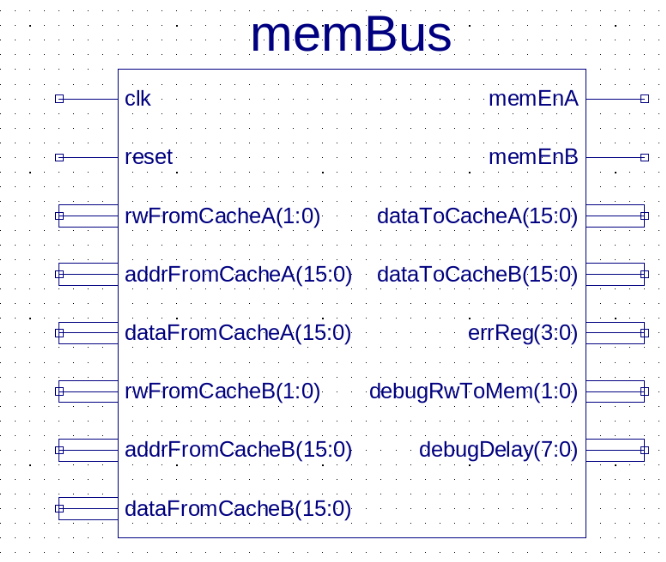 memBus
clk memEnA
reset memEnB
rwFromCacheA(1:0) dataToCacheA(15:0)
addrFromCacheA(15:0) dataToCacheB(15:0)
dataFromCacheA(15:0) errReg(3:0)
rwFromCacheB(1:0) debugRwToMem(1:0)
addrFromCacheB(15:0) debugDelay(7:0)
dataFromCacheB(15:0)